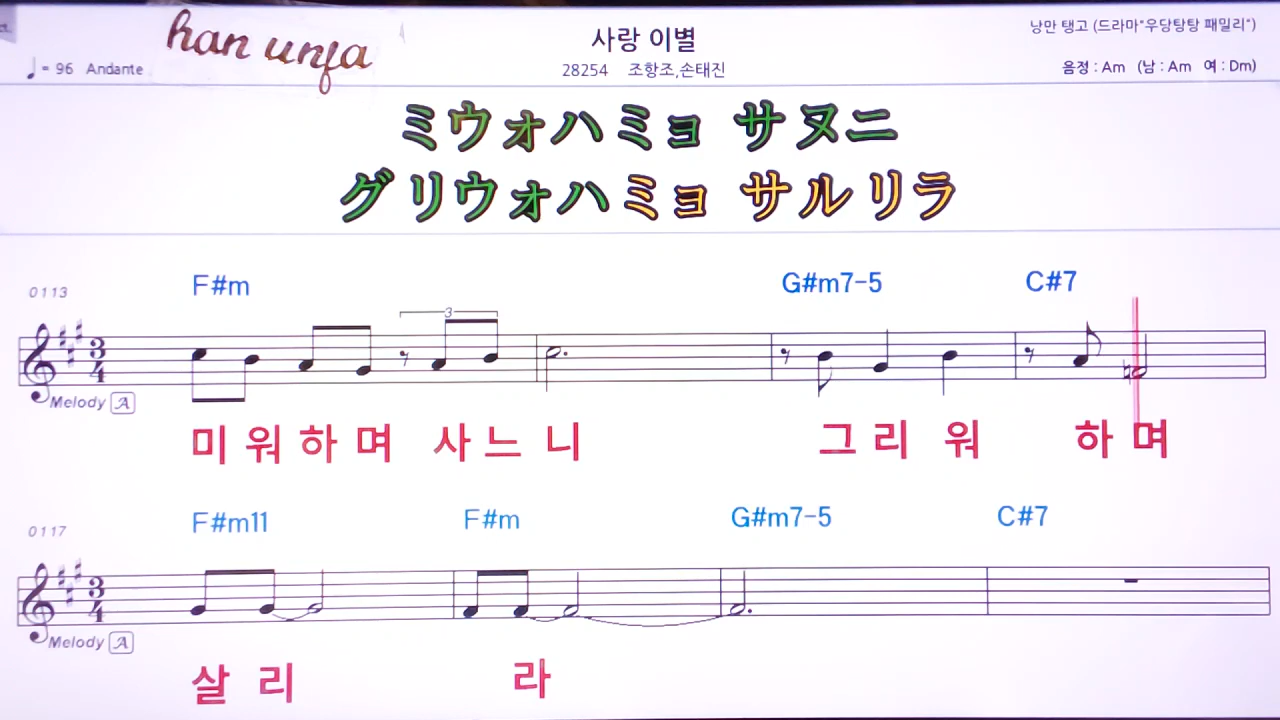 han unja
사랑 이별
낭만 탱고 (드라마"우당탕탕 패밀리")
♩= 96 Andante
28254 조항조,손태진
음정 : Am (남 : Am 여 : Dm)
ミウォハミョ サヌニ
グリウォハミョ サルリラ
0113 F#m G#m7-5 C#7
3
3
4
Melody A
미 워 하 며 사 느 니 그 리 워 하 며
0117 F#m11 F#m G#m7-5 C#7
3
4
Melody A
살 리 라